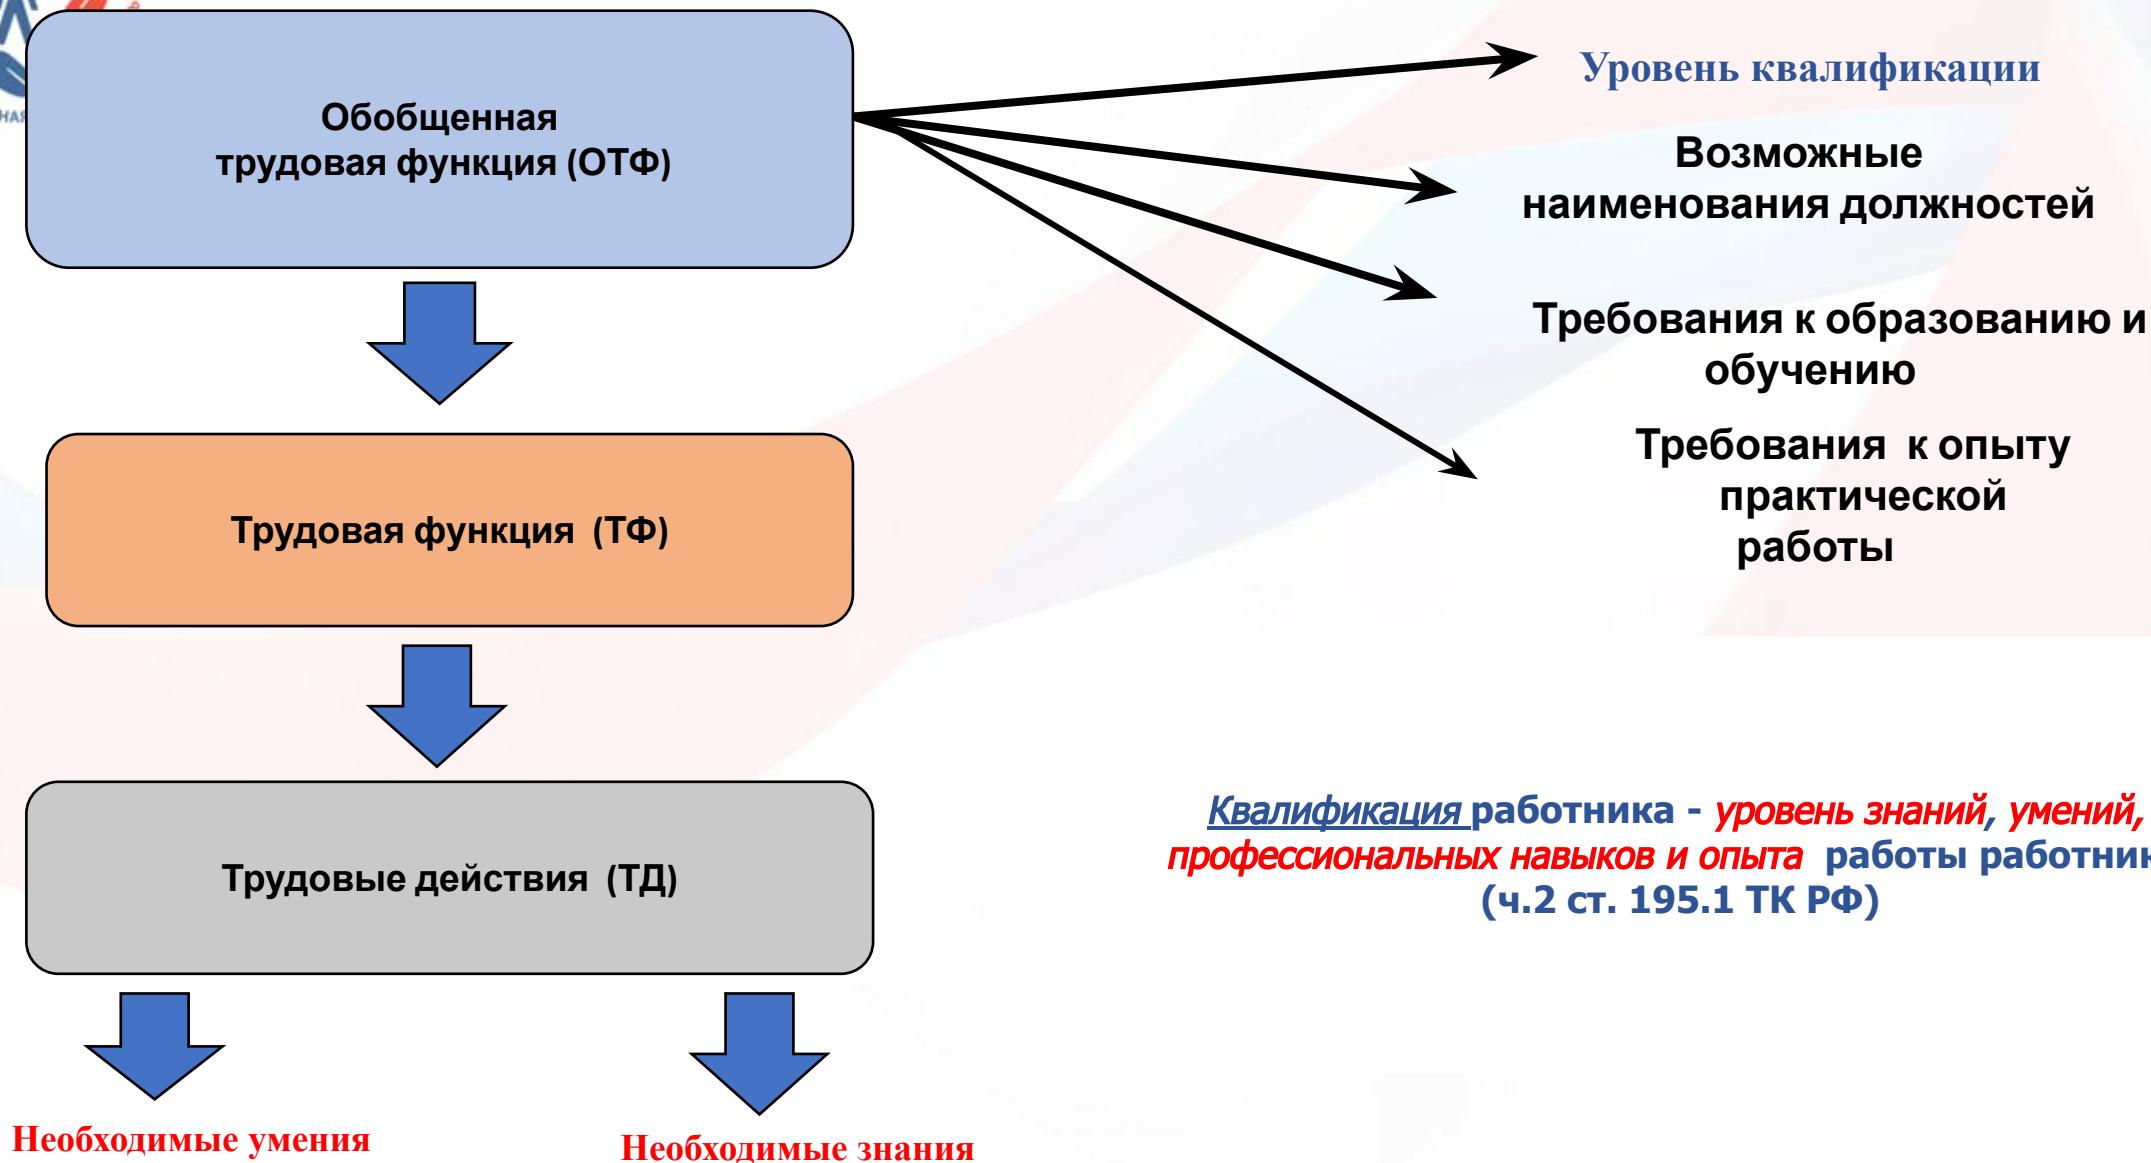 Обобщенная
трудовая функция (ОТФ)
Уровень квалификации
Возможные
наименования должностей
Требования к образованию и
обучению
Требования к опыту
практической
работы
Трудовая функция (ТФ)
Трудовые действия (ТД)
Квалификация работника - уровень знаний, умений,
профессиональных навыков и опыта работы
(ч.2 ст. 195.1 ТК РФ)
Необходимые умения
Необходимые знания